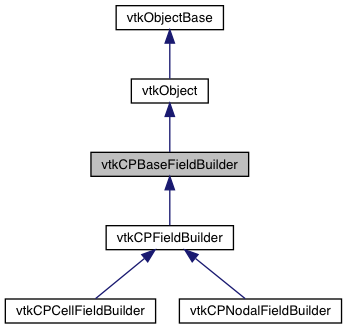 vtkObjectBase
vtkObject
vtkCPBaseFieldBuilder
vtkCPFieldBuilder
vtkCPCellFieldBuilder
vtkCPNodalFieldBuilder